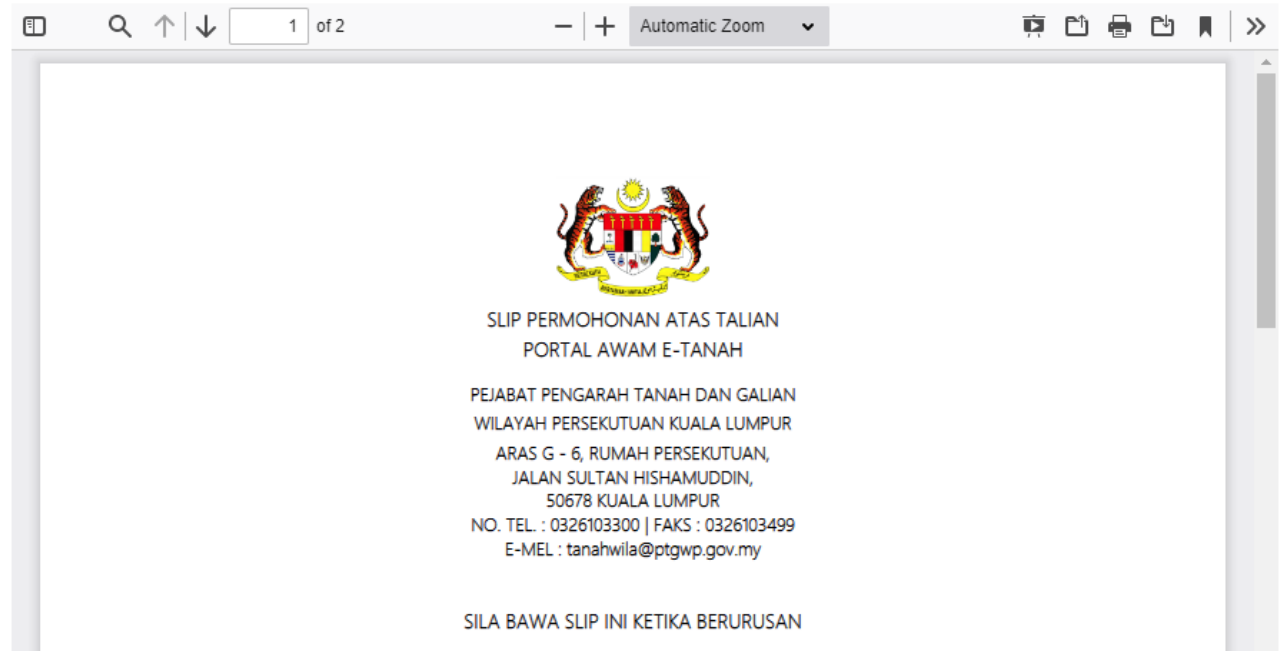 1 of 2
Automatic Zoom
SLIP PERMOHONAN ATAS TALIAN
PORTAL AWAM E-TANAH
PEJABAT PENGARAH TANAH DAN GALIAN
WILAYAH PERSEKUTUAN KUALA LUMPUR
ARAS G - 6, RUMAH PERSEKUTUAN,
JALAN SULTAN HISHAMUDDIN,
50678 KUALA LUMPUR
NO. TEL. : 0326103300 | FAKS : 0326103499
E-MEL : tanahwila@ptgwp.gov.my
SILA BAWA SLIP INI KETIKA BERURUSAN